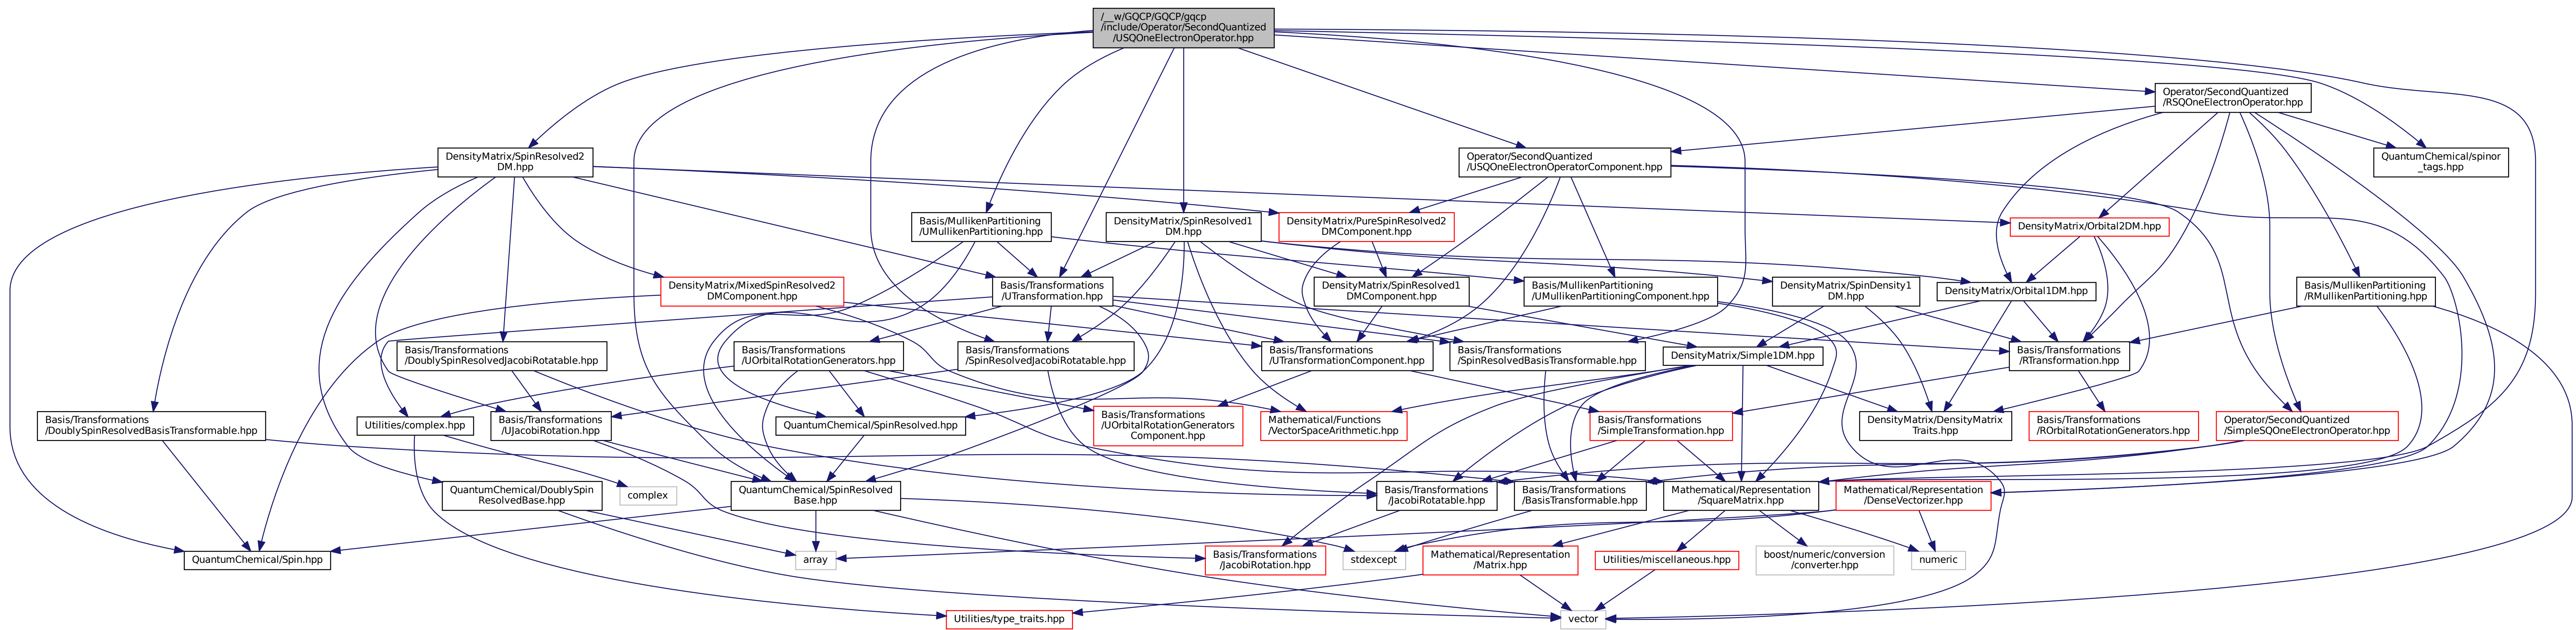 /__w/GQCP/GQCP/gqcp
/include/Operator/SecondQuantized
/USQOneElectronOperator.hpp
Operator/SecondQuantized
/RSQOneElectronOperator.hpp
DensityMatrix/SpinResolved2
DM.hpp
Operator/SecondQuantized
/USQOneElectronOperatorComponent.hpp
QuantumChemical/spinor
_tags.hpp
Basis/MullikenPartitioning
/UMullikenPartitioning.hpp
DensityMatrix/SpinResolved1
DM.hpp
DensityMatrix/PureSpinResolved2
DMComponent.hpp
DensityMatrix/Orbital2DM.hpp
DensityMatrix/MixedSpinResolved2
DMComponent.hpp
Basis/Transformations
/UTransformation.hpp
DensityMatrix/SpinResolved1
DMComponent.hpp
Basis/MullikenPartitioning
/UMullikenPartitioningComponent.hpp
DensityMatrix/SpinDensity1
DM.hpp
DensityMatrix/Orbital1DM.hpp
Basis/MullikenPartitioning
/RMullikenPartitioning.hpp
Basis/Transformations
/DoublySpinResolvedJacobiRotatable.hpp
Basis/Transformations
/UOrbitalRotationGenerators.hpp
Basis/Transformations
/SpinResolvedJacobiRotatable.hpp
Basis/Transformations
/UTransformationComponent.hpp
Basis/Transformations
/SpinResolvedBasisTransformable.hpp
DensityMatrix/Simple1DM.hpp
Basis/Transformations
/RTransformation.hpp
Basis/Transformations
/DoublySpinResolvedBasisTransformable.hpp
Utilities/complex.hpp
Basis/Transformations
/UJacobiRotation.hpp
QuantumChemical/SpinResolved.hpp
Basis/Transformations
/UOrbitalRotationGenerators
Component.hpp
Mathematical/Functions
/VectorSpaceArithmetic.hpp
Basis/Transformations
/SimpleTransformation.hpp
DensityMatrix/DensityMatrix
Traits.hpp
Basis/Transformations
/ROrbitalRotationGenerators.hpp
Operator/SecondQuantized
/SimpleSQOneElectronOperator.hpp
QuantumChemical/DoublySpin
ResolvedBase.hpp
complex
QuantumChemical/SpinResolved
Base.hpp
Basis/Transformations
/JacobiRotatable.hpp
Basis/Transformations
/BasisTransformable.hpp
Mathematical/Representation
/SquareMatrix.hpp
Mathematical/Representation
/DenseVectorizer.hpp
QuantumChemical/Spin.hpp
array
Basis/Transformations
/JacobiRotation.hpp
stdexcept
Mathematical/Representation
/Matrix.hpp
Utilities/miscellaneous.hpp
boost/numeric/conversion
/converter.hpp
numeric
Utilities/type_traits.hpp
vector